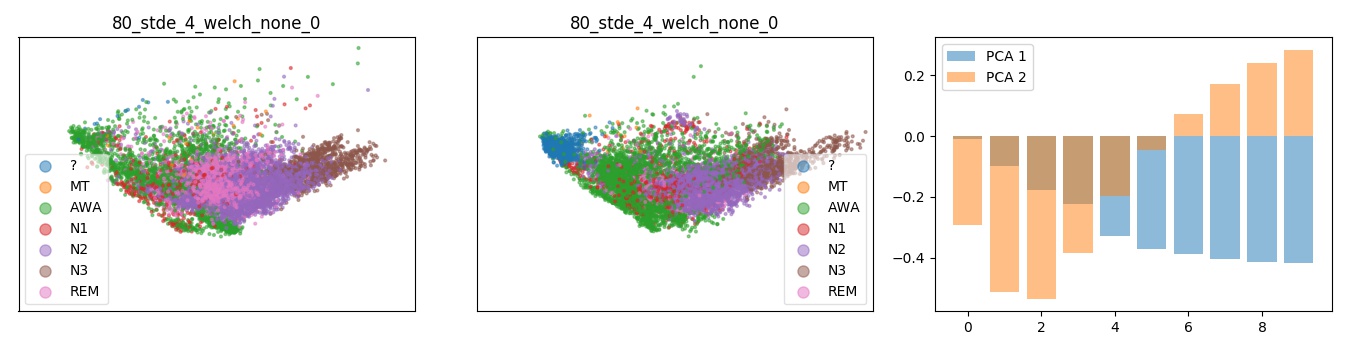 80_stde_4_welch_none_0
?
MT
AWA
N1
N2
N3
REM
80_stde_4_welch_none_0
?
MT
AWA
N1
N2
N3
REM
PCA 1
PCA 2
0.2
0.0
−0.2
−0.4
0 2 4 6 8